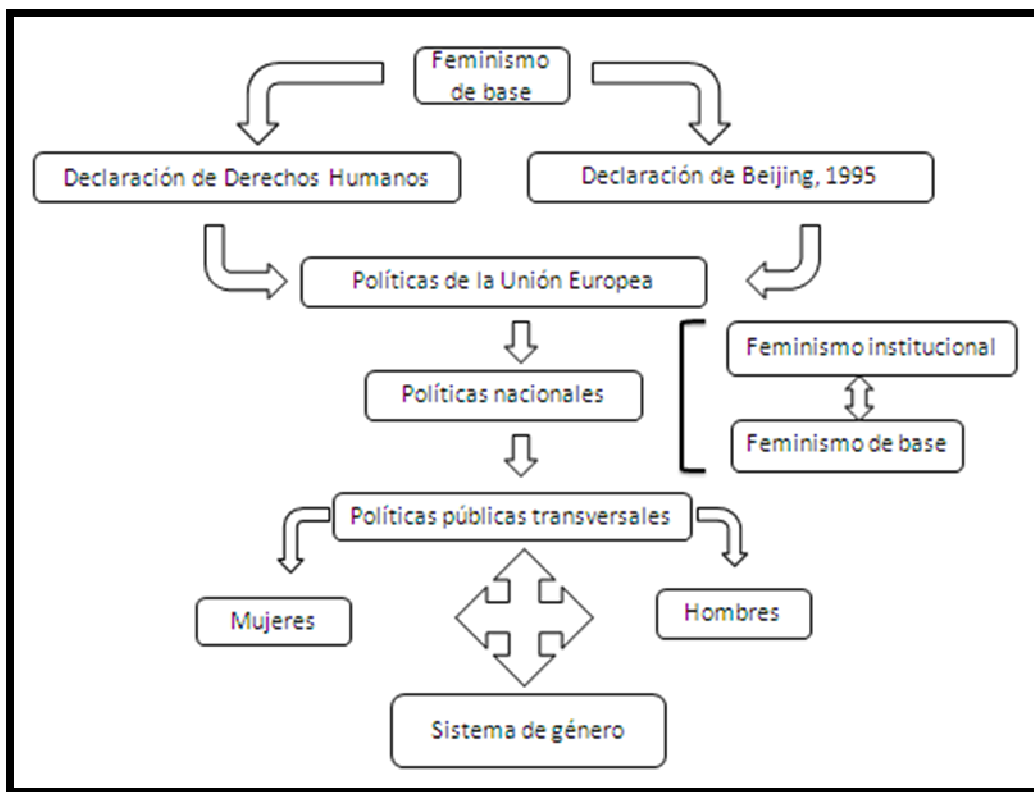 Feminismo
de base
Declaración de Derechos Humanos
Declaración de Beijing, 1995
Políticas de la Unión Europea
Feminismo institucional
Políticas nacionales
Feminismo de base
Políticas públicas transversales
Mujeres
Hombres
Sistema de género